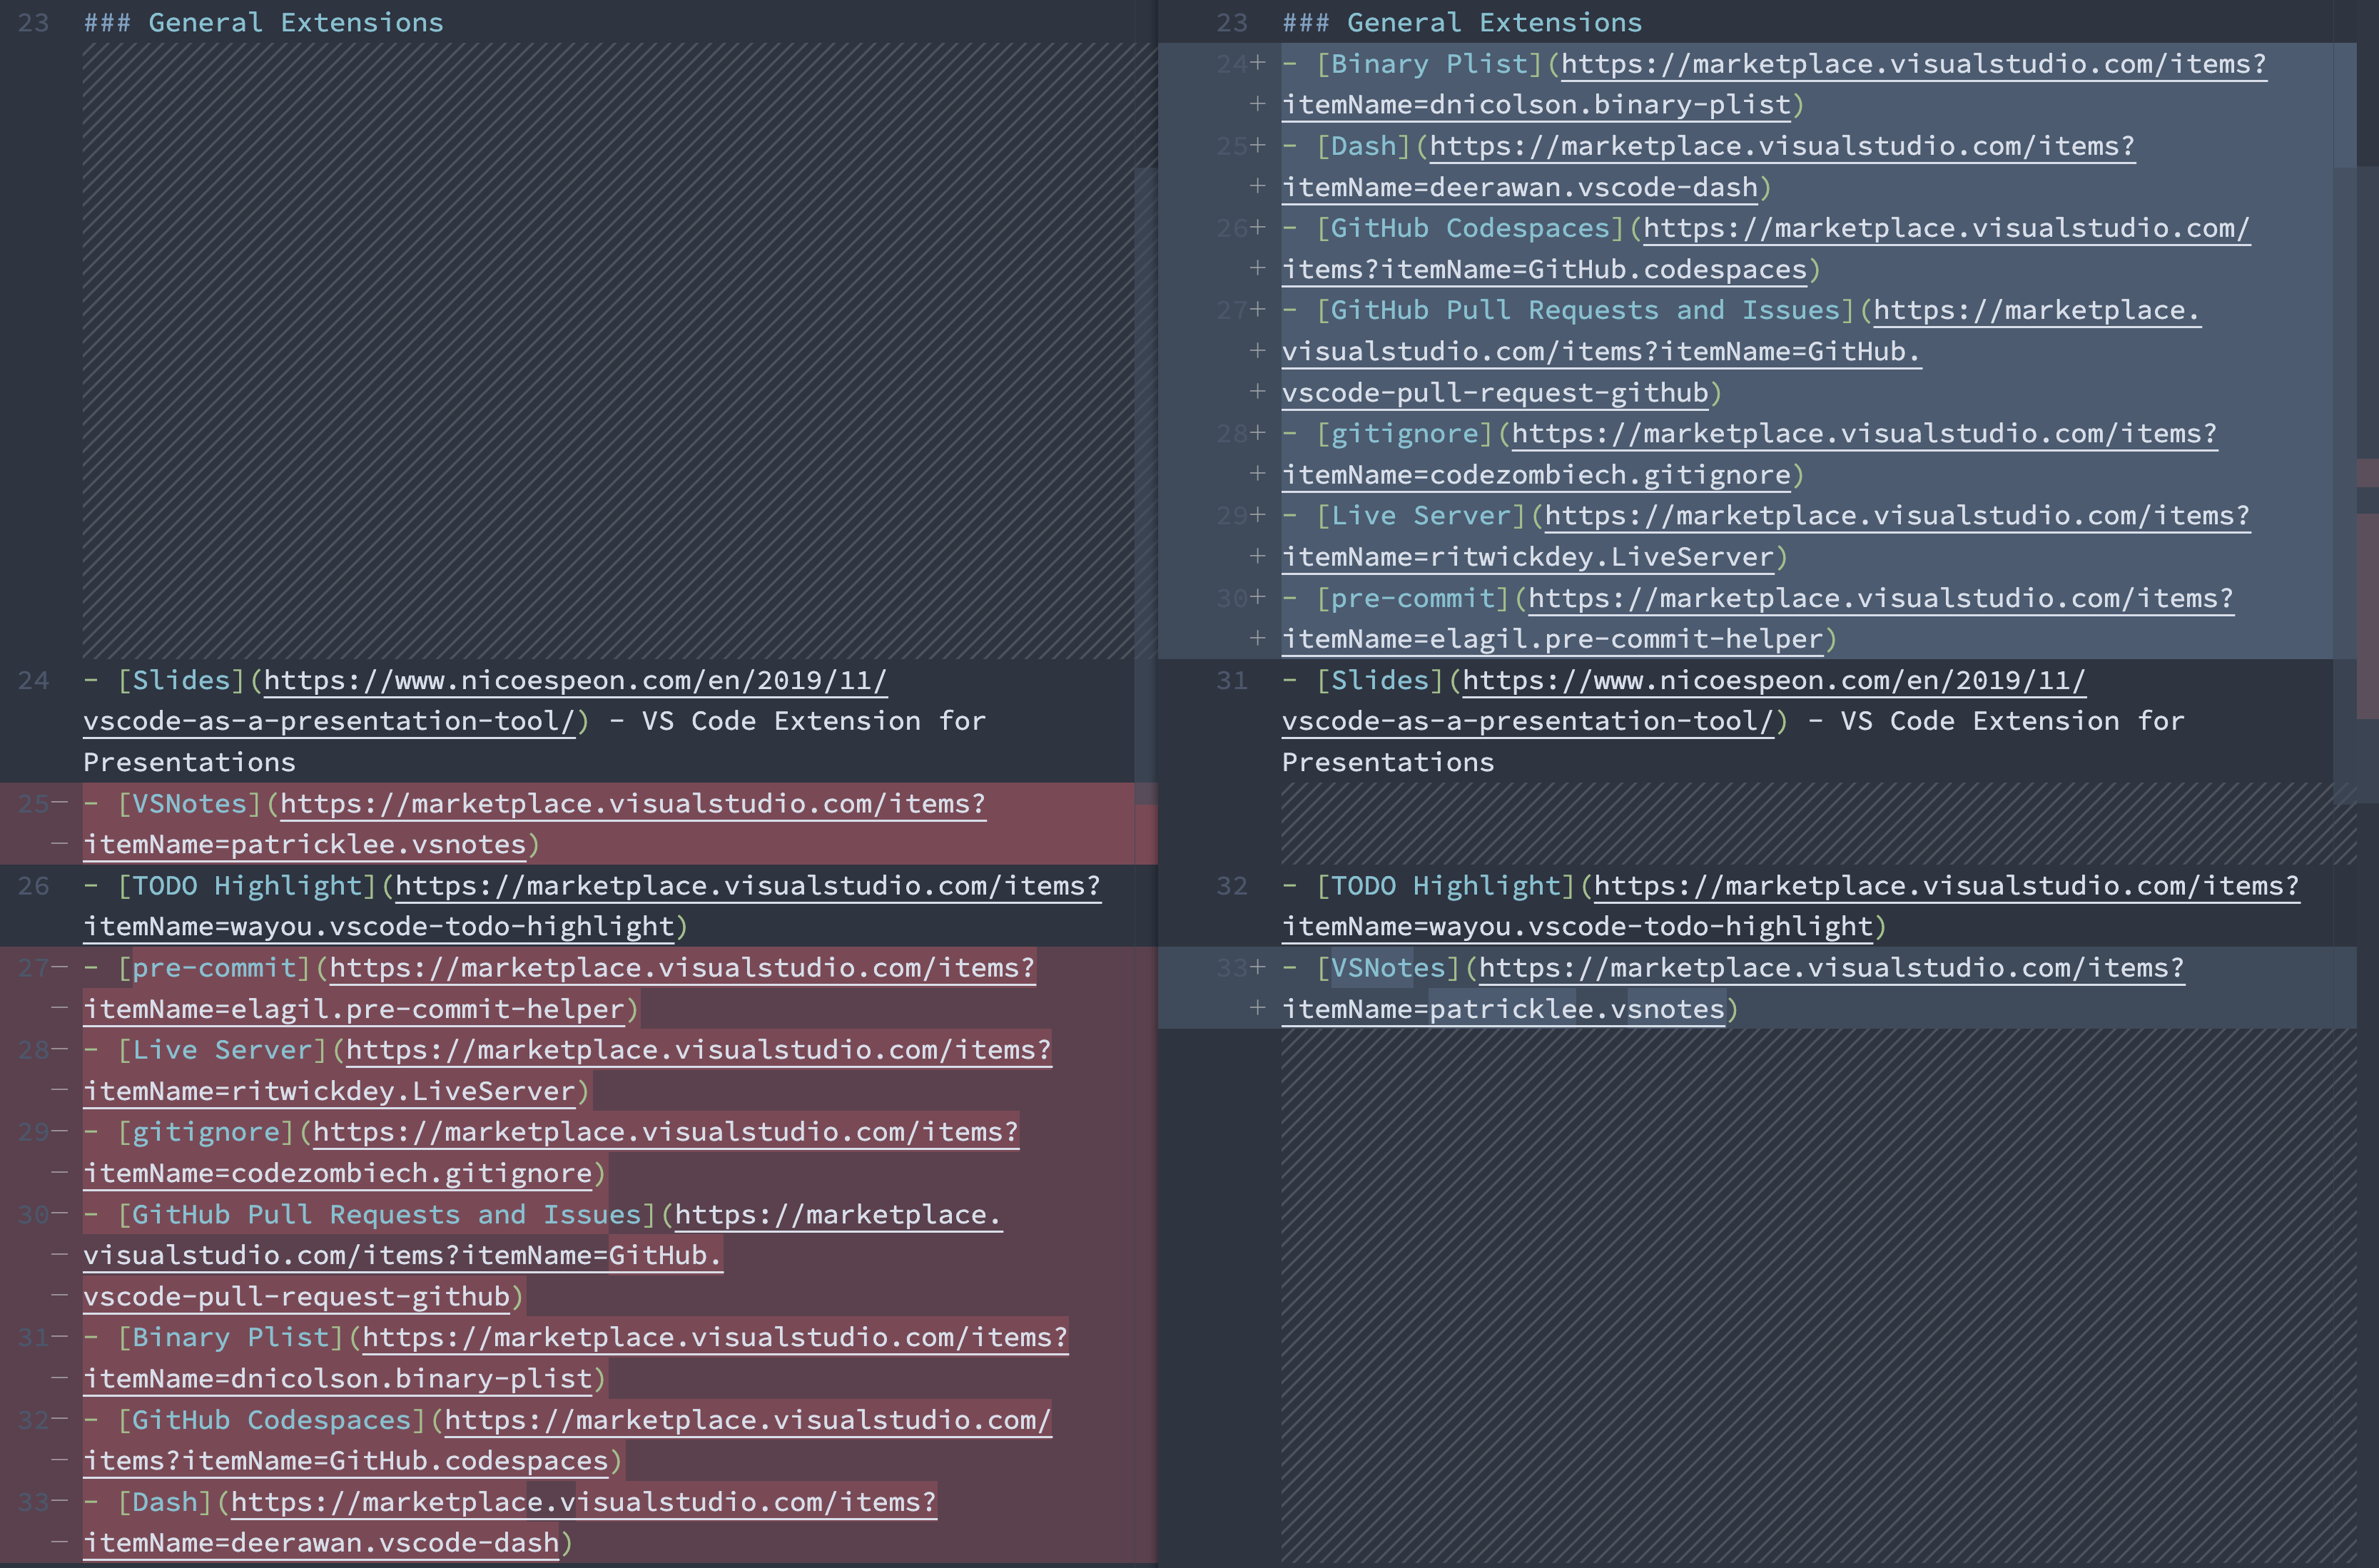 23 ### General Extensions
24 - [Slides](https://www.nicoespeon.com/en/2019/11/
vscode-as-a-presentation-tool/) - VS Code Extension for
Presentations
25— - [VSNotes](https://marketplace.visualstudio.com/items?
— itemName=patricklee.vsnotes)
26 - [TODO Highlight](https://marketplace.visualstudio.com/items?
itemName=wayou.vscode-todo-highlight)
27— - [pre-commit](https://marketplace.visualstudio.com/items?
— itemName=elagil.pre-commit-helper)
28— - [Live Server](https://marketplace.visualstudio.com/items?
— itemName=ritwickdey.LiveServer)
29— - [gitignore](https://marketplace.visualstudio.com/items?
— itemName=codezombiech.gitignore)
30— - [GitHub Pull Requests and Issues](https://marketplace.
— visualstudio.com/items?itemName=GitHub.
— vscode-pull-request-github)
31— - [Binary Plist](https://marketplace.visualstudio.com/items?
— itemName=dnicolson.binary-plist)
32— - [GitHub Codespaces](https://marketplace.visualstudio.com/
— items?itemName=GitHub.codespaces)
33— - [Dash](https://marketplace.visualstudio.com/items?
— itemName=deerawan.vscode-dash)
23 ### General Extensions
24+ - [Binary Plist](https://marketplace.visualstudio.com/items?
+ itemName=dnicolson.binary-plist)
25+ - [Dash](https://marketplace.visualstudio.com/items?
+ itemName=deerawan.vscode-dash)
26+ - [GitHub Codespaces](https://marketplace.visualstudio.com/
+ items?itemName=GitHub.codespaces)
27+ - [GitHub Pull Requests and Issues](https://marketplace.
+ visualstudio.com/items?itemName=GitHub.
+ vscode-pull-request-github)
28+ - [gitignore](https://marketplace.visualstudio.com/items?
+ itemName=codezombiech.gitignore)
29+ - [Live Server](https://marketplace.visualstudio.com/items?
+ itemName=ritwickdey.LiveServer)
30+ - [pre-commit](https://marketplace.visualstudio.com/items?
+ itemName=elagil.pre-commit-helper)
31 - [Slides](https://www.nicoespeon.com/en/2019/11/
vscode-as-a-presentation-tool/) - VS Code Extension for
Presentations
32 - [TODO Highlight](https://marketplace.visualstudio.com/items?
itemName=wayou.vscode-todo-highlight)
33+ - [VSNotes](https://marketplace.visualstudio.com/items?
+ itemName=patricklee.vsnotes)